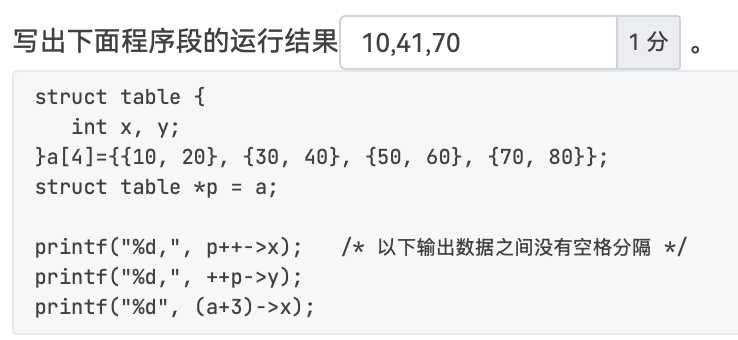 写出下面程序段的运行结果 10,41,70 1 分 。
struct table {
   int x, y;
}a[4]={{10, 20}, {30, 40}, {50, 60}, {70, 80}};
struct table *p = a;

printf("%d,", p++->x);   /* 以下输出数据之间没有空格分隔 */
printf("%d,", ++p->y);
printf("%d", (a+3)->x);